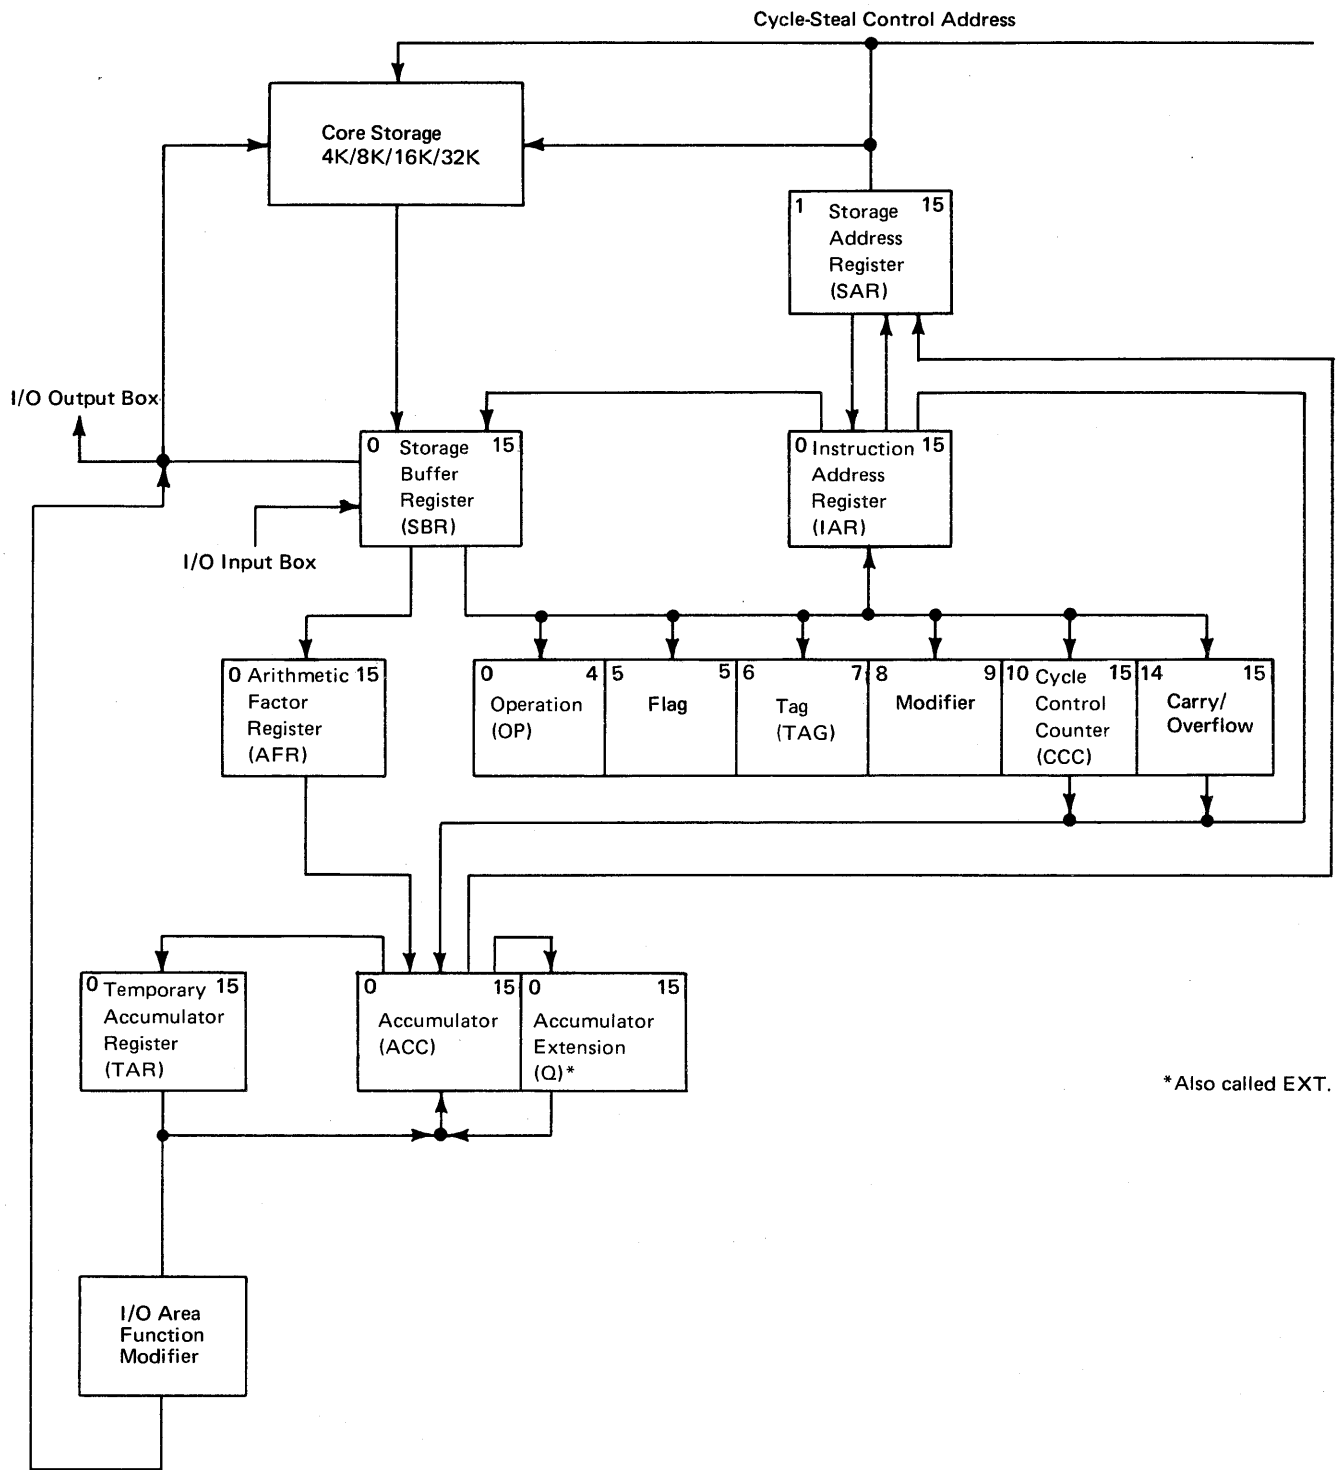 Cycle-Steal Control Address
Core Storage
4K/8K/16K/32K
1 Storage 15
Address
Register
(SAR)
I/O Output Box
0 Storage 15
Buffer
Register
(SBR)
0 Instruction 15
Address
Register
(IAR)
I/O Input Box
0 Arithmetic 15
Factor
Register
(AFR)
0 4
Operation
(OP)
5 5
Flag
6 7
Tag
(TAG)
8 9
Modifier
10 Cycle 15
Control
Counter
(CCC)
14 15
Carry/
Overflow
0 Temporary 15
Accumulator
Register
(TAR)
0 15
Accumulator
(ACC)
0 15
Accumulator
Extension
(Q)*
*Also called EXT.
I/O Area
Function
Modifier